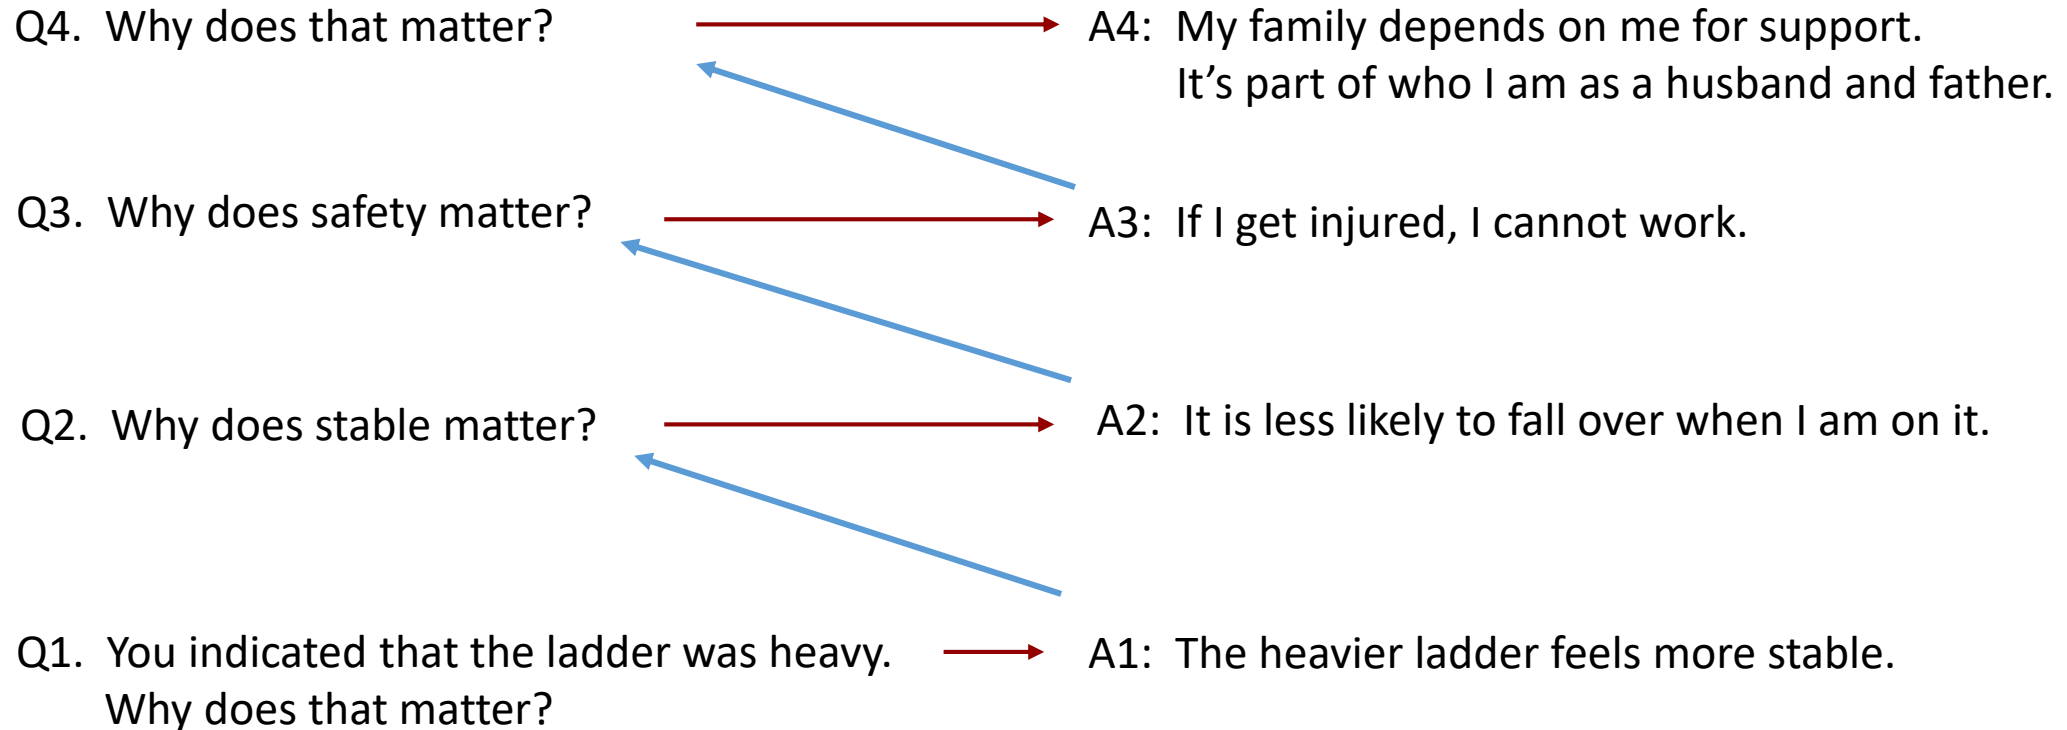 Q4. Why does that matter?
A4: My family depends on me for support.
It’s part of who I am as a husband and father.
Q3. Why does safety matter?
A3: If I get injured, I cannot work.
Q2. Why does stable matter?
A2: It is less likely to fall over when I am on it.
Q1. You indicated that the ladder was heavy.
Why does that matter?
A1: The heavier ladder feels more stable.